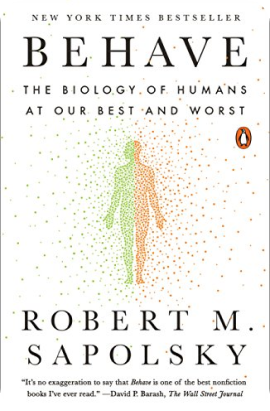 NEW YORK TIMES BESTSELLER
BEHAVE
THE BIOLOGY OF HUMANS
AT OUR BEST AND WORST
ROBERT M.
SAPOLSKY
“It’s no exaggeration to say that Behave is one of the best nonfiction
books I’ve ever read.” —David P. Barash, The Wall Street Journal